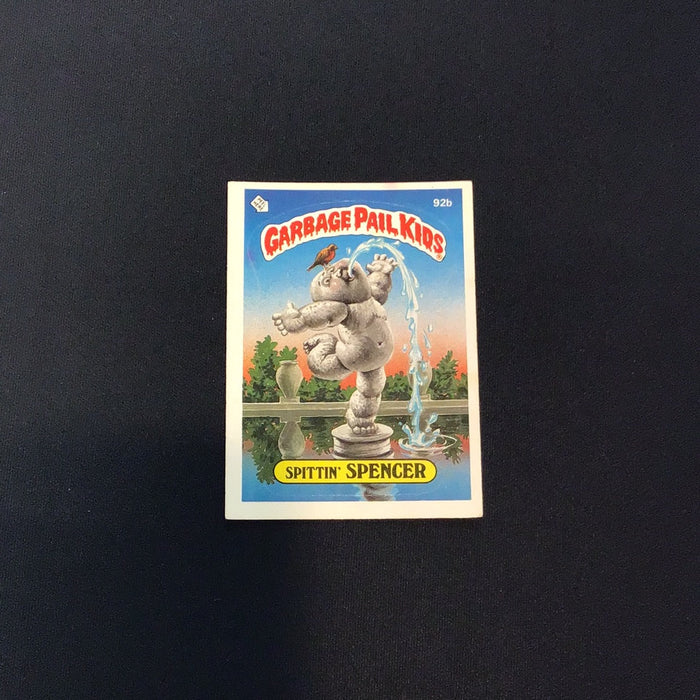 92b
GARBAGE PAIL KIDS®
SPITTIN' SPENCER